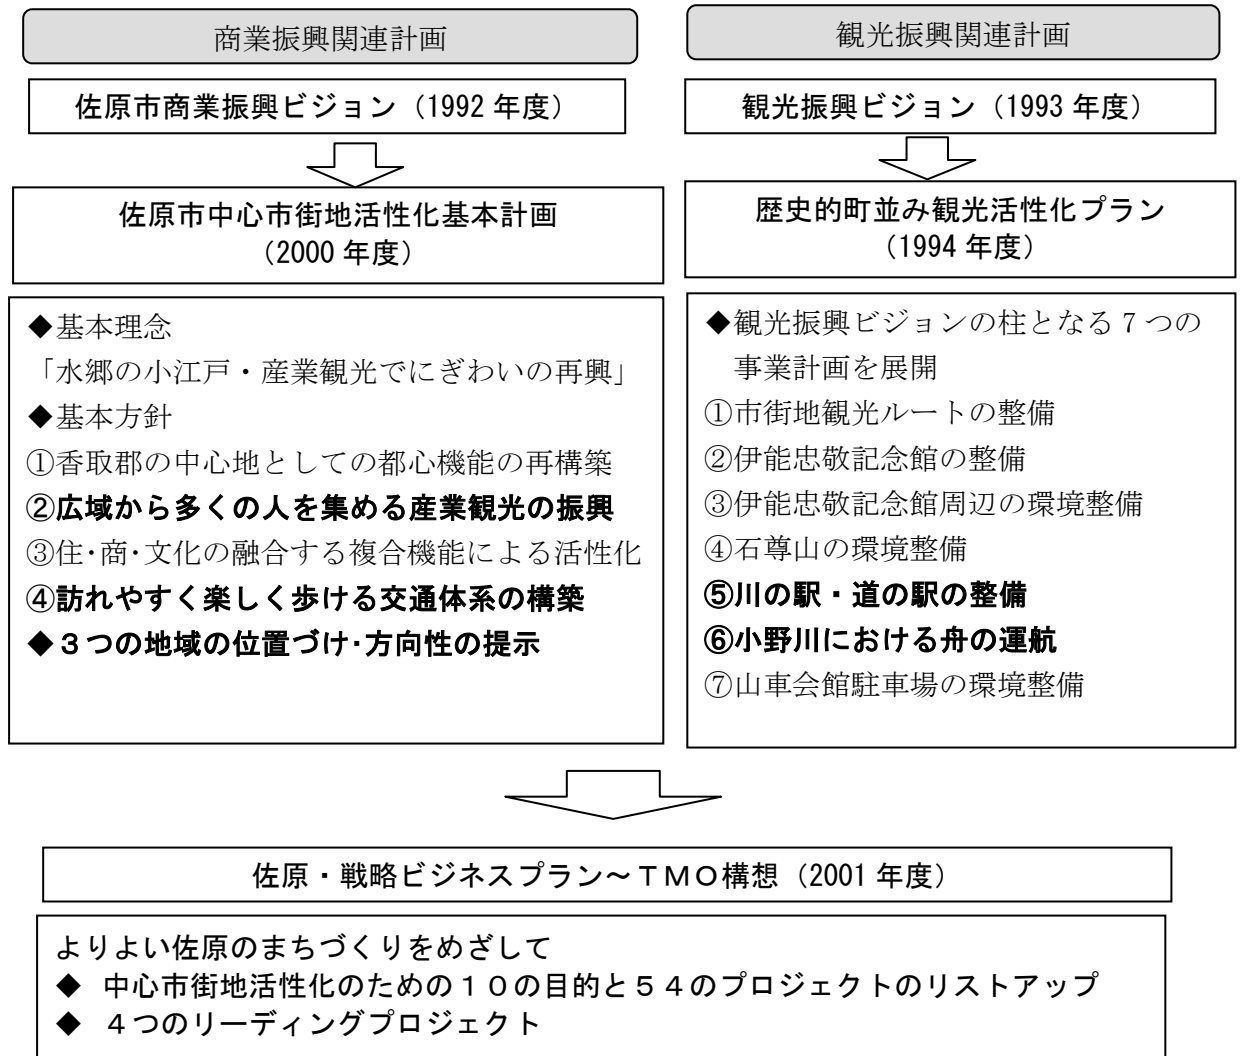 商業振興関連計画
佐原市商業振興ビジョン（1992 年度）
佐原市中心市街地活性化基本計画
（2000 年度）
◆基本理念
「水郷の小江戸・産業観光でにぎわいの再興」
◆基本方針
①香取郡の中心地としての都心機能の再構築
②広域から多くの人を集める産業観光の振興
③住･商･文化の融合する複合機能による活性化
④訪れやすく楽しく歩ける交通体系の構築
◆３つの地域の位置づけ･方向性の提示
観光振興関連計画
観光振興ビジョン（1993 年度）
歴史的町並み観光活性化プラン
（1994 年度）
◆観光振興ビジョンの柱となる７つの
事業計画を展開
①市街地観光ルートの整備
②伊能忠敬記念館の整備
③伊能忠敬記念館周辺の環境整備
④石尊山の環境整備
⑤川の駅・道の駅の整備
⑥小野川における舟の運航
⑦山車会館駐車場の環境整備
佐原・戦略ビジネスプラン～ＴＭＯ構想（2001 年度）
よりよい佐原のまちづくりをめざして
◆ 中心市街地活性化のための１０の目的と５４のプロジェクトのリストアップ
◆ ４つのリーディングプロジェクト